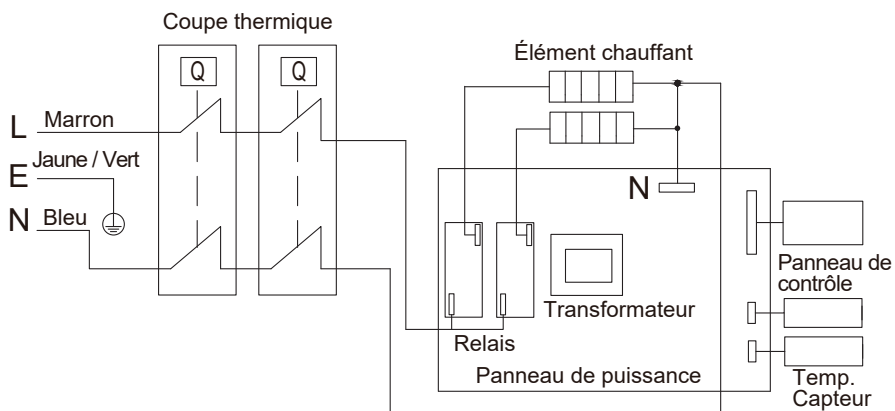 Coupe thermique
Élément chauffant
Q
Q
L
Marron
E
Jaune / Vert
N
Bleu
N
Panneau de
contrôle
Transformateur
Relais
Panneau de puissance
Temp.
Capteur